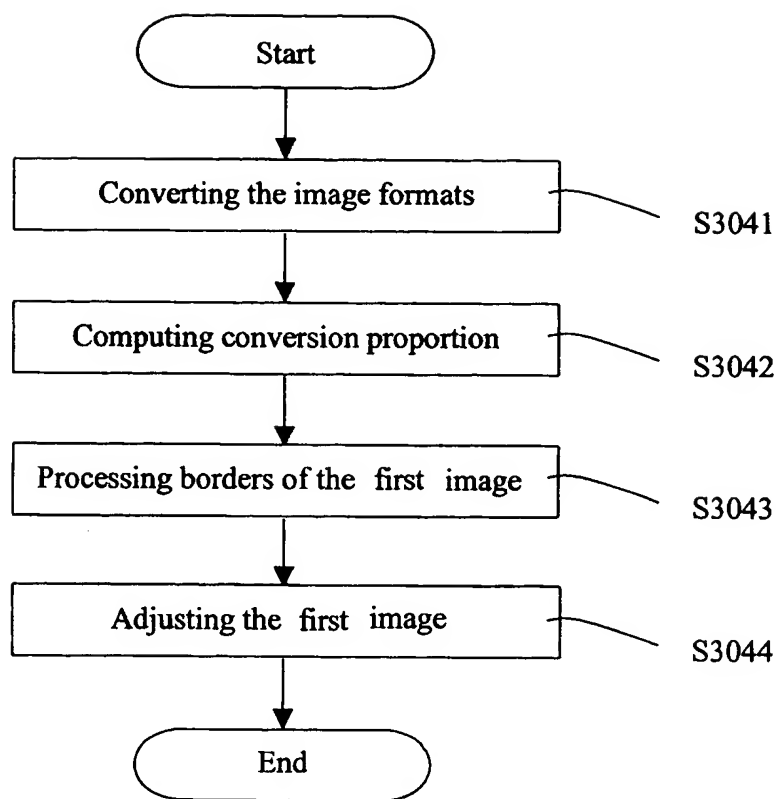 Start
Converting the image formats
S3041
Computing conversion proportion
S3042
Processing borders of the first image
S3043
Adjusting the first image
S3044
End